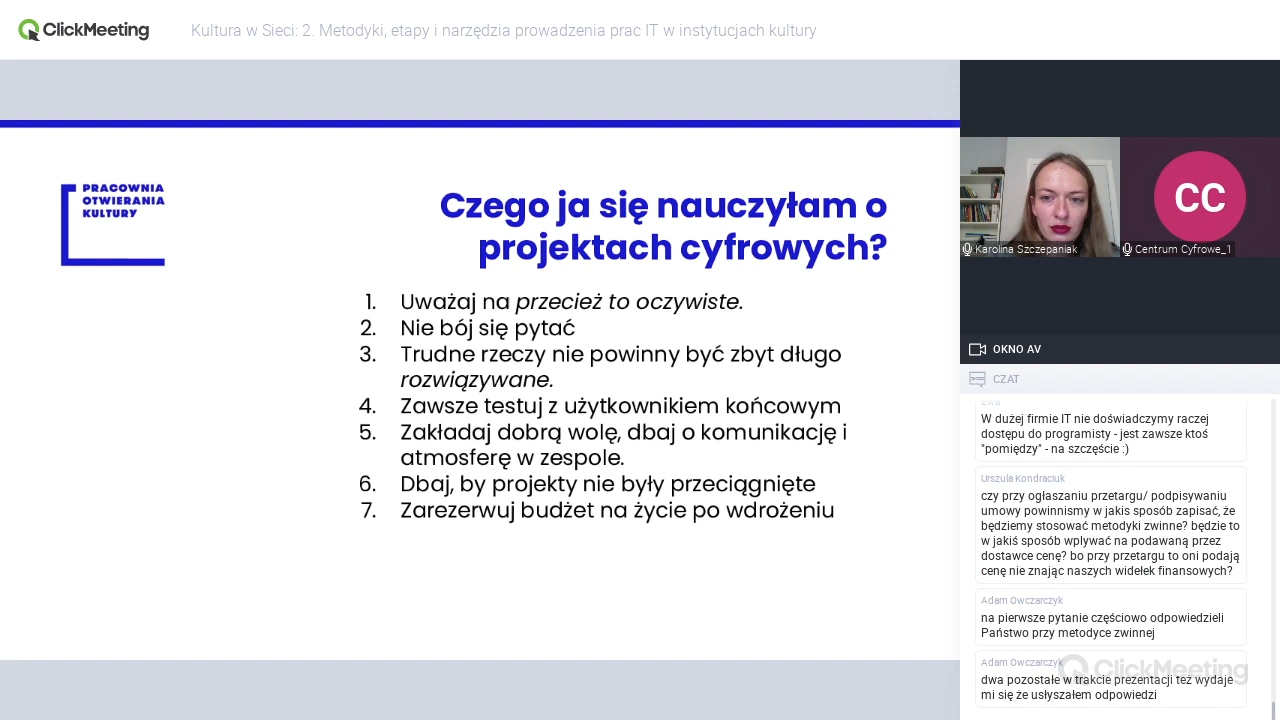 ClickMeeting
Kultura w Sieci: 2. Metodyki, etapy i narzędzia prowadzenia prac IT w instytucjach kultury
PRACOWNIA
OTWIERANIA
KULTURY
Czego ja się nauczyłam o
projektach cyfrowych?
1. Uważaj na przecież to oczywiste.
2. Nie bój się pytać
3. Trudne rzeczy nie powinny być zbyt długo
rozwiązywane.
4. Zawsze testuj z użytkownikiem końcowym
5. Zakładaj dobrą wolę, dbaj o komunikację i
atmosferę w zespole.
6. Dbaj, by projekty nie były przeciągnięte
7. Zarezerwuj budżet na życie po wdrożeniu
CC
Karolina Szczepaniak
Centrum Cyfrowe_1
OKNO AV
CZAT
W dużej firmie IT nie doświadczymy raczej
dostępu do programisty - jest zawsze ktoś
"pomiędzy" - na szczęście :)
Urszula Kondraciuk
czy przy ogłaszaniu przetargu/ podpisywaniu
umowy powinnismy w jakis sposób zapisać, że
będziemy stosować metodyki zwinne? będzie to
w jakiś sposób wplywać na podawaną przez
dostawce cenę? bo przy przetargu to oni podają
cenę nie znając naszych widełek finansowych?
Adam Owczarczyk
na pierwsze pytanie częściowo odpowiedzieli
Państwo przy metodyce zwinnej
Adam Owczarczyk
dwa pozostałe w trakcie prezentacji też wydaje
mi się że usłyszałem odpowiedzi
ClickMeeting